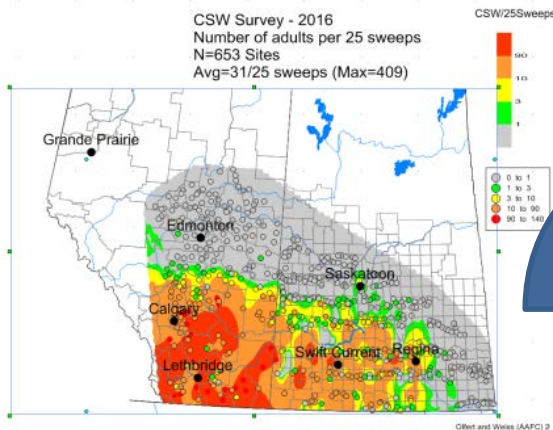 CSW Survey - 2016
Number of adults per 25 sweeps
N=653 Sites
Avg=31/25 sweeps (Max=409)
CSW/25Sweeps
90
10
3
1
0 to 1
1 to 3
3 to 10
10 to 90
90 to 140
Grande Prairie
Edmonton
Saskatoon
Calgary
Lethbridge
Swift Current
Regina
Olfert and Weiss (AAFC) 2